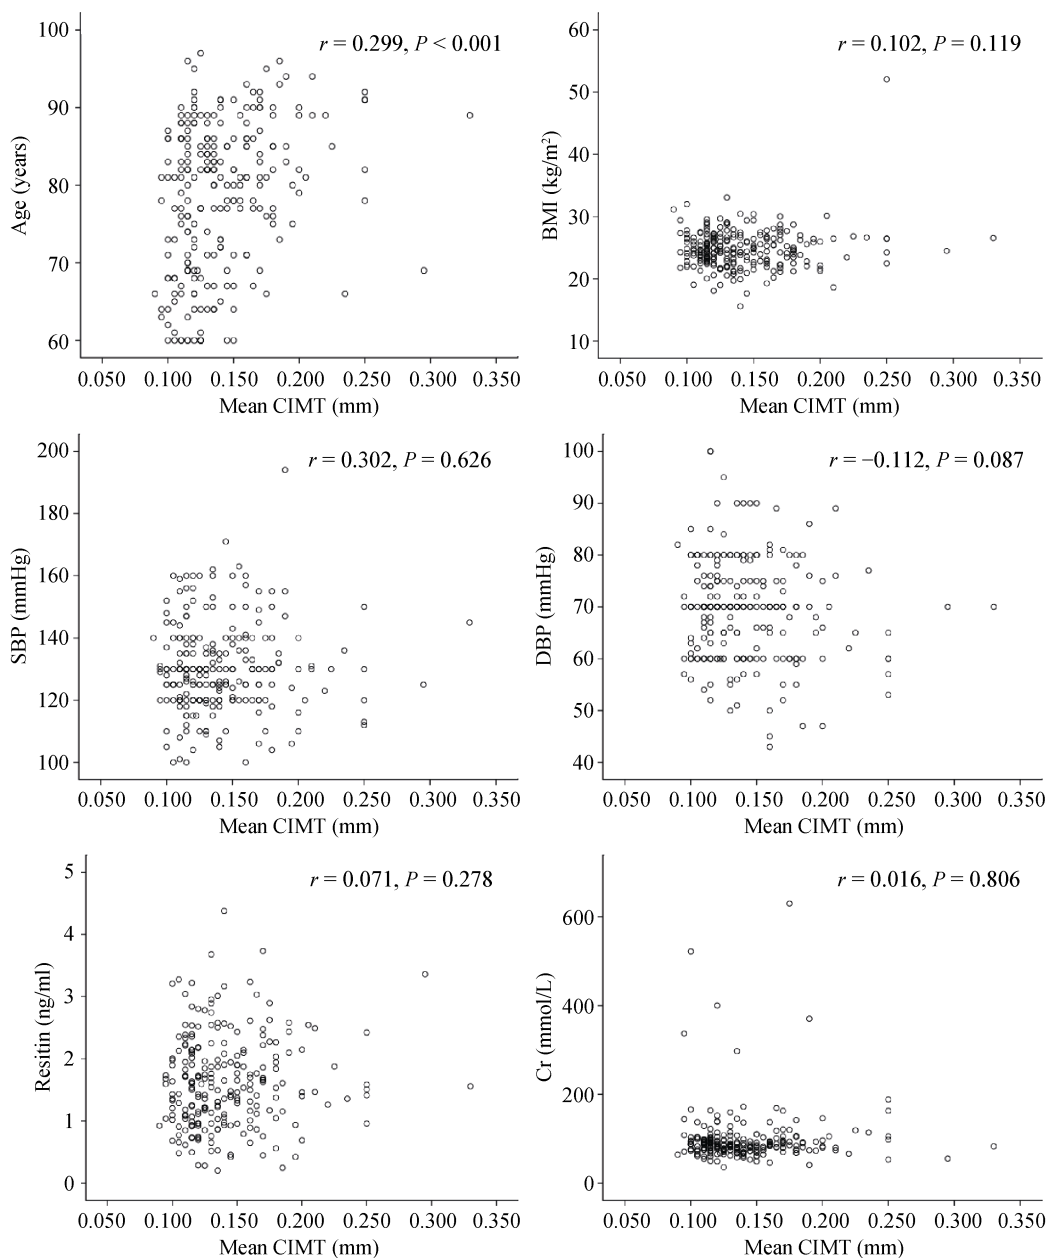 r = 0.299, P < 0.001
Age (years)
100
90
80
70
60
0.050 0.100 0.150 0.200 0.250 0.300 0.350
Mean CIMT (mm)
r = 0.102, P = 0.119
BMI (kg/m²)
60
50
40
30
20
10
0.050 0.100 0.150 0.200 0.250 0.300 0.350
Mean CIMT (mm)
r = 0.302, P = 0.626
SBP (mmHg)
200
180
160
140
120
100
0.050 0.100 0.150 0.200 0.250 0.300 0.350
Mean CIMT (mm)
r = −0.112, P = 0.087
DBP (mmHg)
100
90
80
70
60
50
40
0.050 0.100 0.150 0.200 0.250 0.300 0.350
Mean CIMT (mm)
r = 0.071, P = 0.278
Resitin (ng/ml)
5
4
3
2
1
0
0.050 0.100 0.150 0.200 0.250 0.300 0.350
Mean CIMT (mm)
r = 0.016, P = 0.806
Cr (mmol/L)
600
400
200
0
0.050 0.100 0.150 0.200 0.250 0.300 0.350
Mean CIMT (mm)